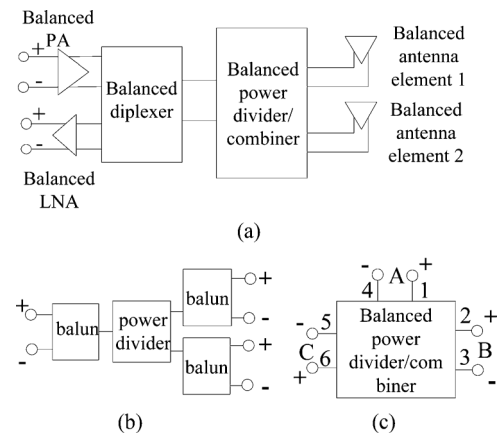 Balanced
PA
+
-
+
-
Balanced
LNA
Balanced
diplexer
Balanced
power
divider/
combiner
Balanced
antenna
element 1
Balanced
antenna
element 2
(a)
+
-
balun
power
divider
balun
+
-
balun
+
-
(b)
- A +
4 1
- 5
C
+ 6
Balanced
power
divider/com
biner
2 +
B
3 -
(c)